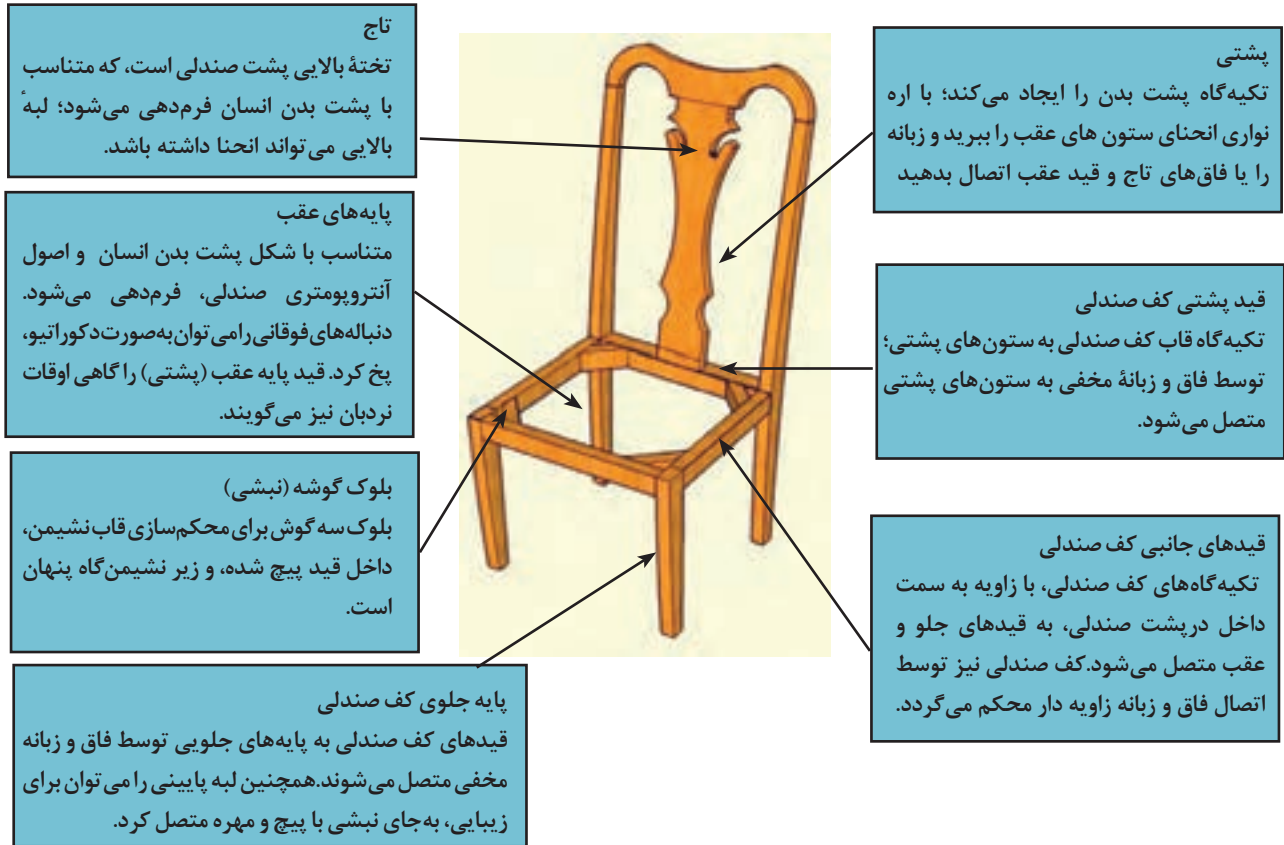 تاج
تختهٔ بالایی پشت صندلی است، که متناسب
با پشت بدن انسان فرم‌دهی می‌شود؛ لبهٔ
بالایی می‌تواند انحنا داشته باشد.
پشتی
تکیه‌گاه پشت بدن را ایجاد می‌کند؛ با اره
نواری انحنای ستون های عقب را ببرید و زبانه
را یا فاق‌های تاج و قید عقب اتصال بدهید
پایه‌های عقب
متناسب با شکل پشت بدن انسان و اصول
آنتروپومتری صندلی، فرم‌دهی می‌شود.
دنباله‌های فوقانی رامی‌توان به‌صورت دکوراتیو،
پخ کرد. قید پایه عقب (پشتی) را گاهی اوقات
نردبان نیز می‌گویند.
قید پشتی کف صندلی
تکیه‌گاه قاب کف صندلی به ستون‌های پشتی؛
توسط فاق و زبانهٔ مخفی به ستون‌های پشتی
متصل می‌شود.
بلوک گوشه (نبشی)
بلوک سه گوش برای محکم‌سازی قاب نشیمن،
داخل قید پیچ شده، و زیر نشیمن‌گاه پنهان
است.
قیدهای جانبی کف صندلی
تکیه‌گاه‌های کف صندلی، با زاویه به سمت
داخل درپشت صندلی، به قیدهای جلو و
عقب متصل می‌شود.کف صندلی نیز توسط
اتصال فاق و زبانه زاویه دار محکم می‌گردد.
پایه جلوی کف صندلی
قیدهای کف صندلی به پایه‌های جلویی توسط فاق و زبانه
مخفی متصل می‌شوند.همچنین لبه پایینی را می‌توان برای
زیبایی، به‌جای نبشی با پیچ و مهره متصل کرد.